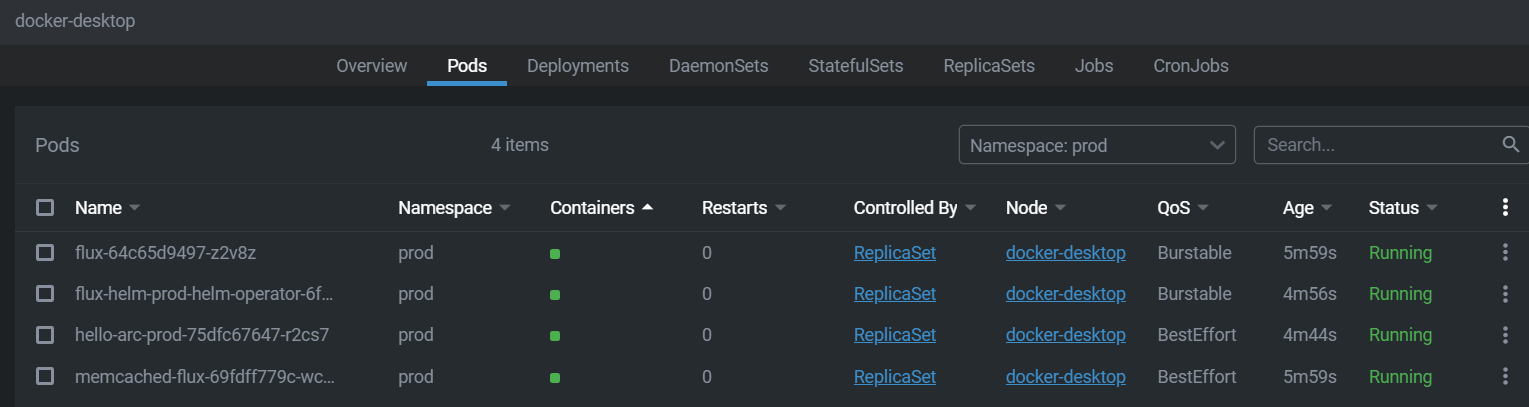 docker-desktop
Overview Pods Deployments DaemonSets StatefulSets ReplicaSets Jobs CronJobs
Pods 4 items Namespace: prod Search...
Name Namespace Containers Restarts Controlled By Node QoS Age Status
flux-64c65d9497-z2v8z prod 0 ReplicaSet docker-desktop Burstable 5m59s Running
flux-helm-prod-helm-operator-6f... prod 0 ReplicaSet docker-desktop Burstable 4m56s Running
hello-arc-prod-75dfc67647-r2cs7 prod 0 ReplicaSet docker-desktop BestEffort 4m44s Running
memcached-flux-69fdff779c-wc... prod 0 ReplicaSet docker-desktop BestEffort 5m59s Running